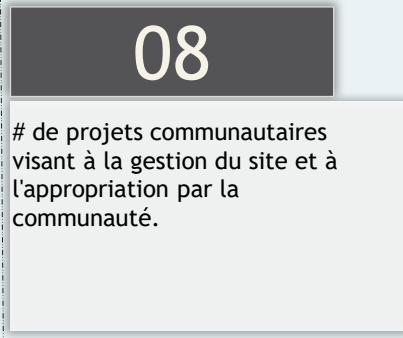 08
# de projets communautaires
visant à la gestion du site et à
l'appropriation par la
communauté.